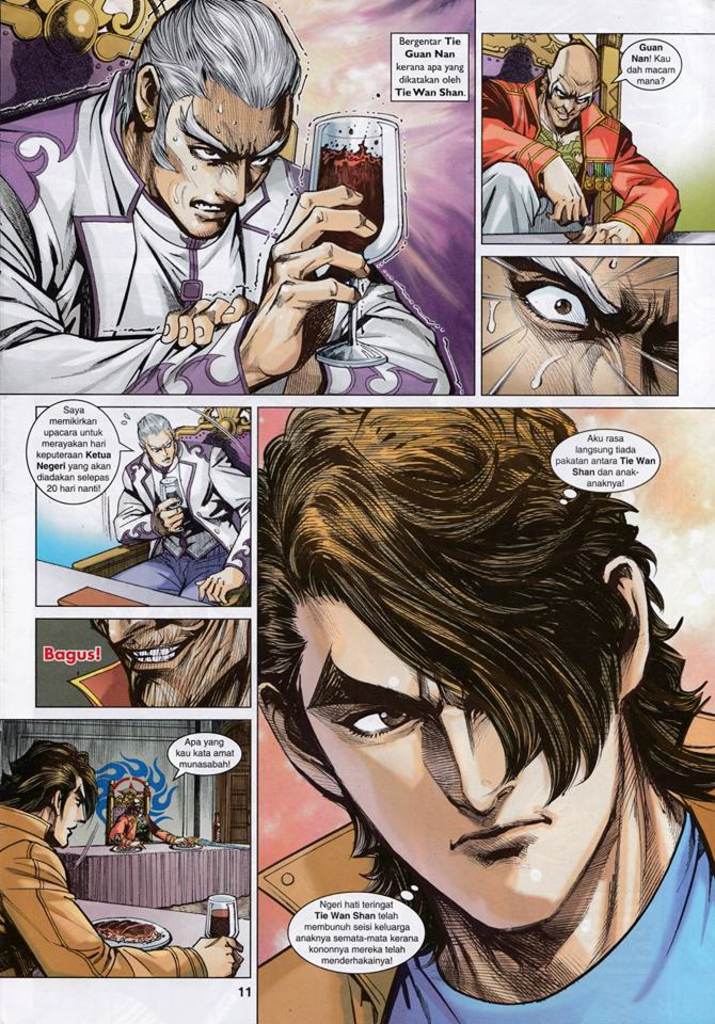 Bergentar Tie
Guan Nan
kerana apa yang
dikatakan oleh
Tie Wan Shan.
Guan
Nan! Kau
dah macam
mana?
Saya
memikirkan
upacara untuk
merayakan hari
keputeraan Ketua
Negeri yang akan
diadakan selepas
20 hari nanti!
Aku rasa
langsung tiada
pakatan antara Tie Wan
Shan dan anak-
anaknya!
Bagus!
Apa yang
kau kata amat
munasabah!
Ngeri hati teringat
Tie Wan Shan telah
membunuh seisi keluarga
anaknya semata-mata kerana
kononnya mereka telah
menderhakainya!
11